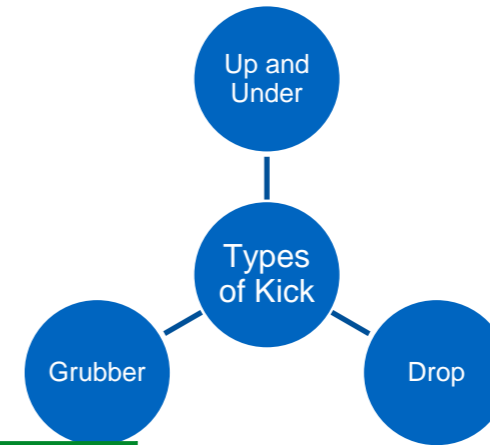 Up and
Under
Types
of Kick
Grubber
Drop